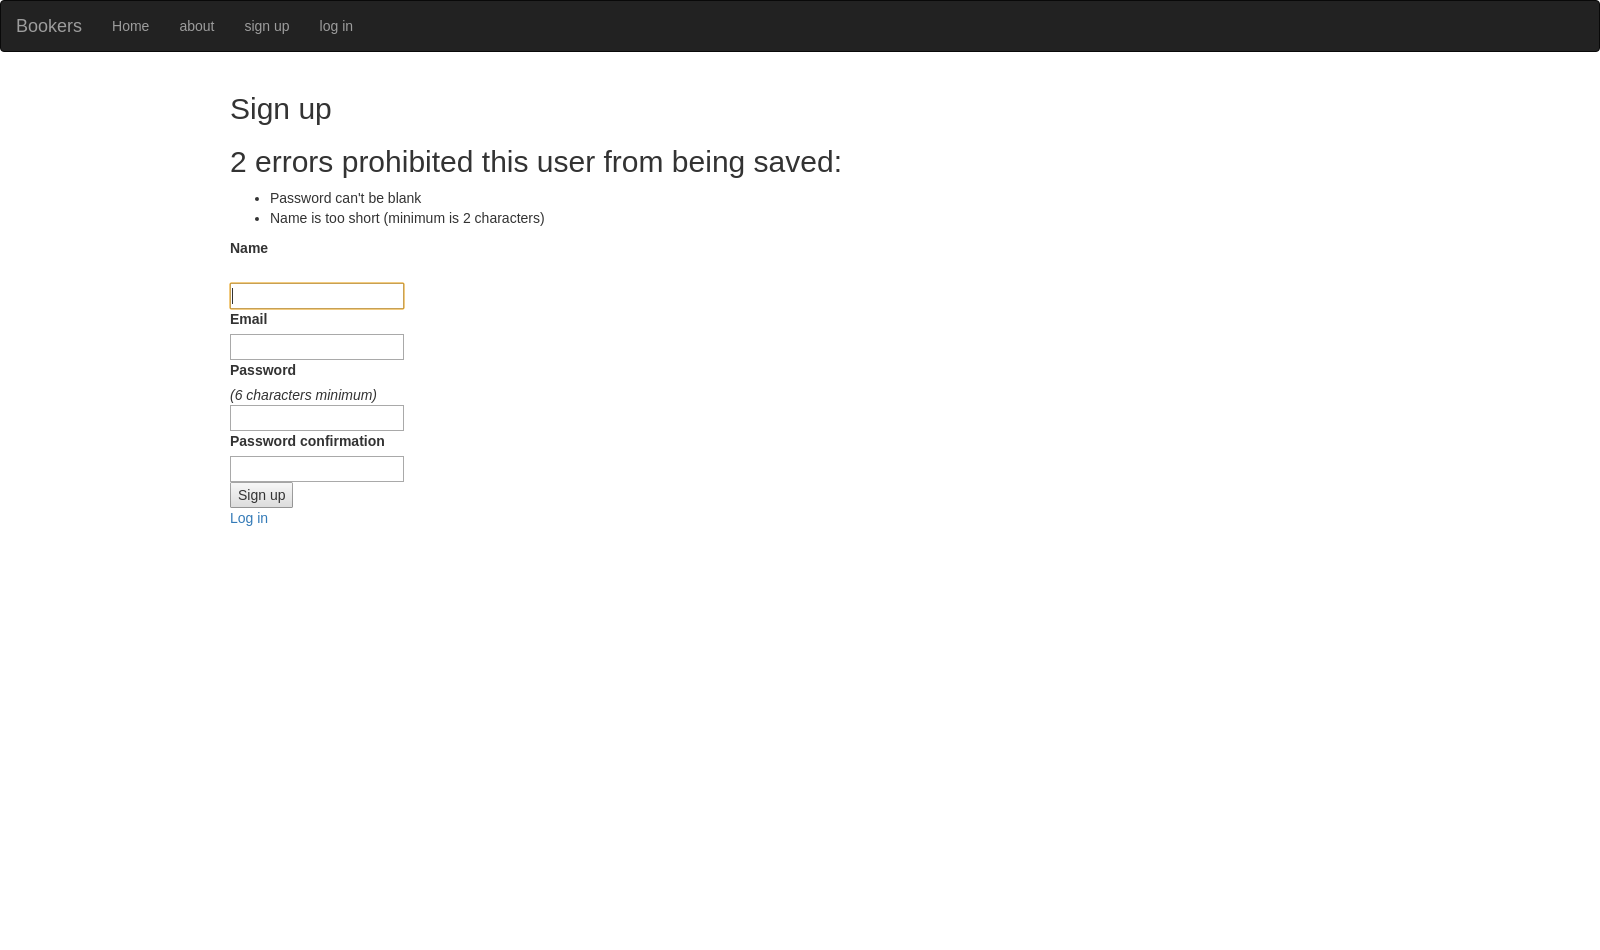 Bookers Home about sign up log in
Sign up
2 errors prohibited this user from being saved:
Password can't be blank
Name is too short (minimum is 2 characters)
Name
Email
Password
(6 characters minimum)
Password confirmation
Sign up
Log in